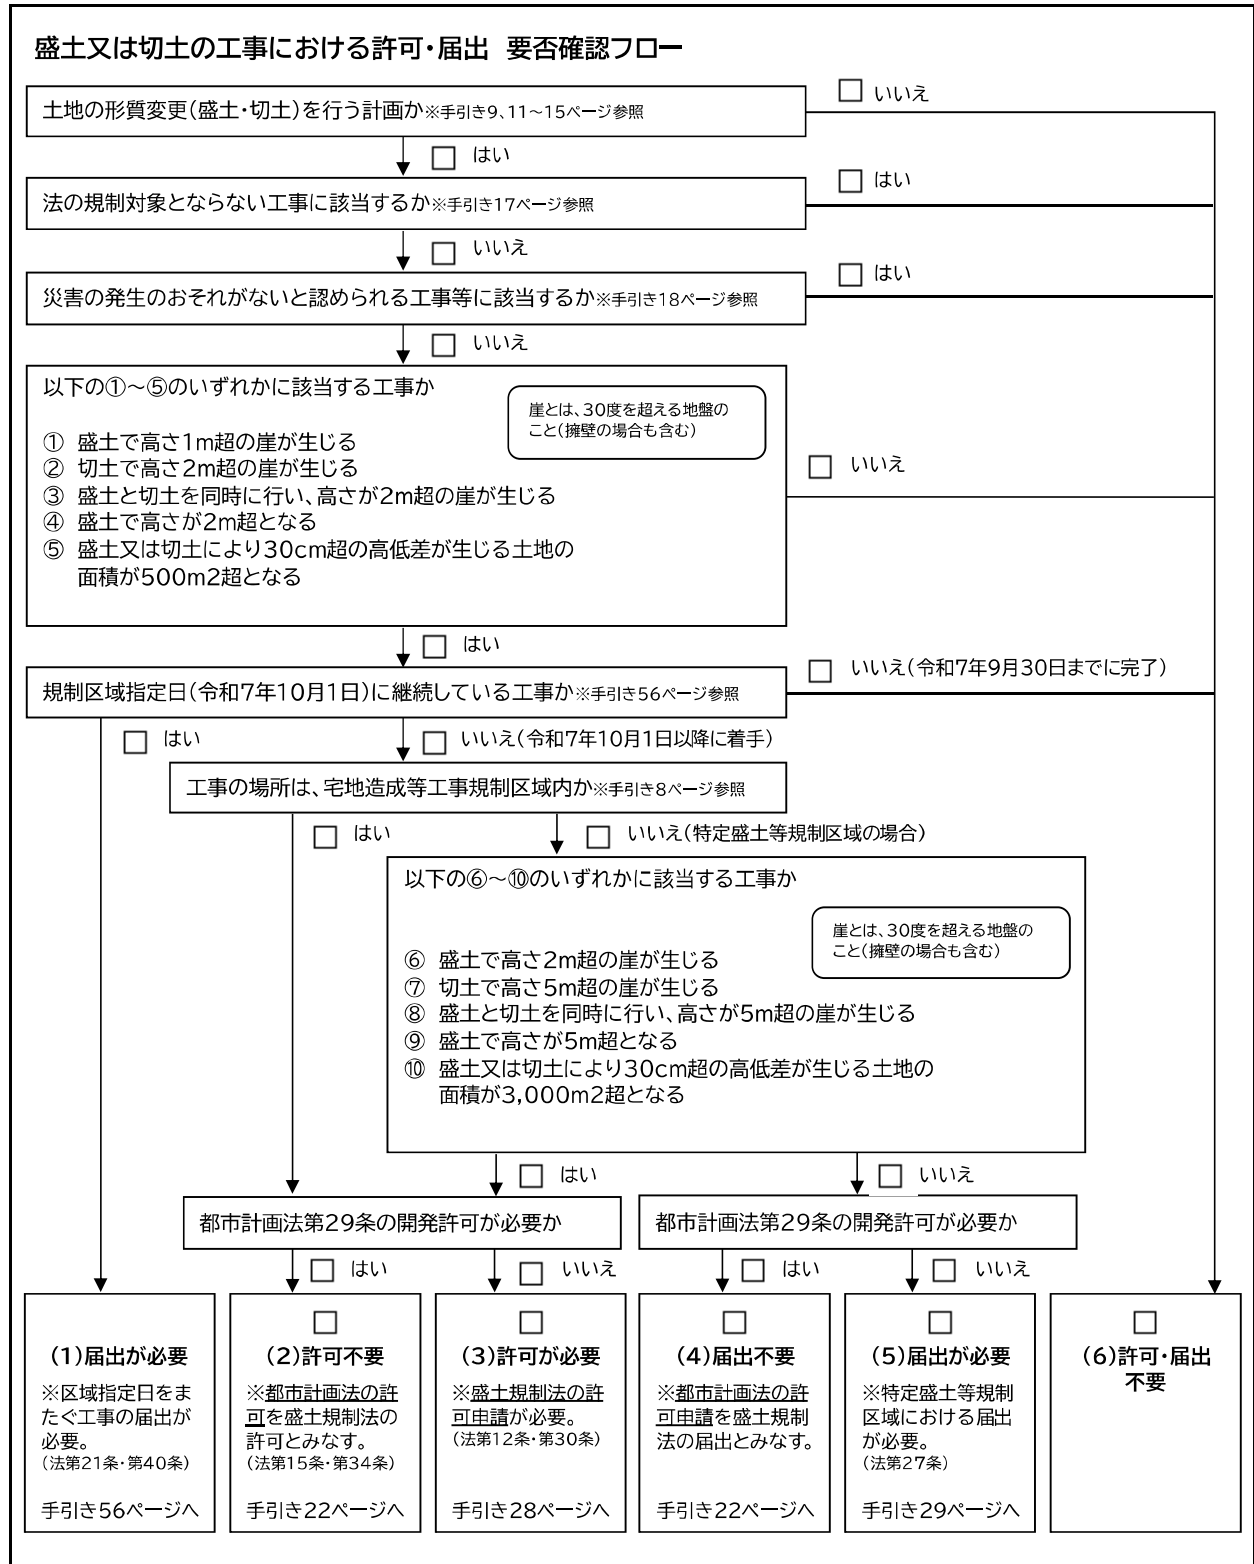 盛土又は切土の工事における許可・届出　要否確認フロー
いいえ
土地の形質変更（盛土・切土）を行う計画か※手引き9、11～15ページ参照
はい
はい
法の規制対象とならない工事に該当するか※手引き17ページ参照
いいえ
はい
災害の発生のおそれがないと認められる工事等に該当するか※手引き18ページ参照
いいえ
以下の①～⑤のいずれかに該当する工事か
崖とは、30度を超える地盤の
こと（擁壁の場合も含む）
① 盛土で高さ1m超の崖が生じる
② 切土で高さ2m超の崖が生じる
③ 盛土と切土を同時に行い、高さが2m超の崖が生じる
④ 盛土で高さが2m超となる
⑤ 盛土又は切土により30cm超の高低差が生じる土地の
面積が500m2超となる
いいえ
はい
いいえ（令和7年9月30日までに完了）
規制区域指定日（令和7年10月1日）に継続している工事か※手引き56ページ参照
はい
いいえ（令和7年10月1日以降に着手）
工事の場所は、宅地造成等工事規制区域内か※手引き8ページ参照
はい
いいえ（特定盛土等規制区域の場合）
以下の⑥～⑩のいずれかに該当する工事か
崖とは、30度を超える地盤の
こと（擁壁の場合も含む）
⑥ 盛土で高さ2m超の崖が生じる
⑦ 切土で高さ5m超の崖が生じる
⑧ 盛土と切土を同時に行い、高さが5m超の崖が生じる
⑨ 盛土で高さが5m超となる
⑩ 盛土又は切土により30cm超の高低差が生じる土地の
面積が3,000m2超となる
はい
いいえ
都市計画法第29条の開発許可が必要か
都市計画法第29条の開発許可が必要か
はい
いいえ
はい
いいえ
（1）届出が必要
※区域指定日をま
たぐ工事の届出が
必要。
（法第21条・第40条）
手引き56ページへ
（2）許可不要
※都市計画法の許
可を盛土規制法の
許可とみなす。
（法第15条・第34条）
手引き22ページへ
（3）許可が必要
※盛土規制法の許
可申請が必要。
（法第12条・第30条）
手引き28ページへ
（4）届出不要
※都市計画法の許
可申請を盛土規制
法の届出とみなす。
手引き22ページへ
（5）届出が必要
※特定盛土等規制
区域における届出
が必要。
（法第27条）
手引き29ページへ
（6）許可・届出
不要